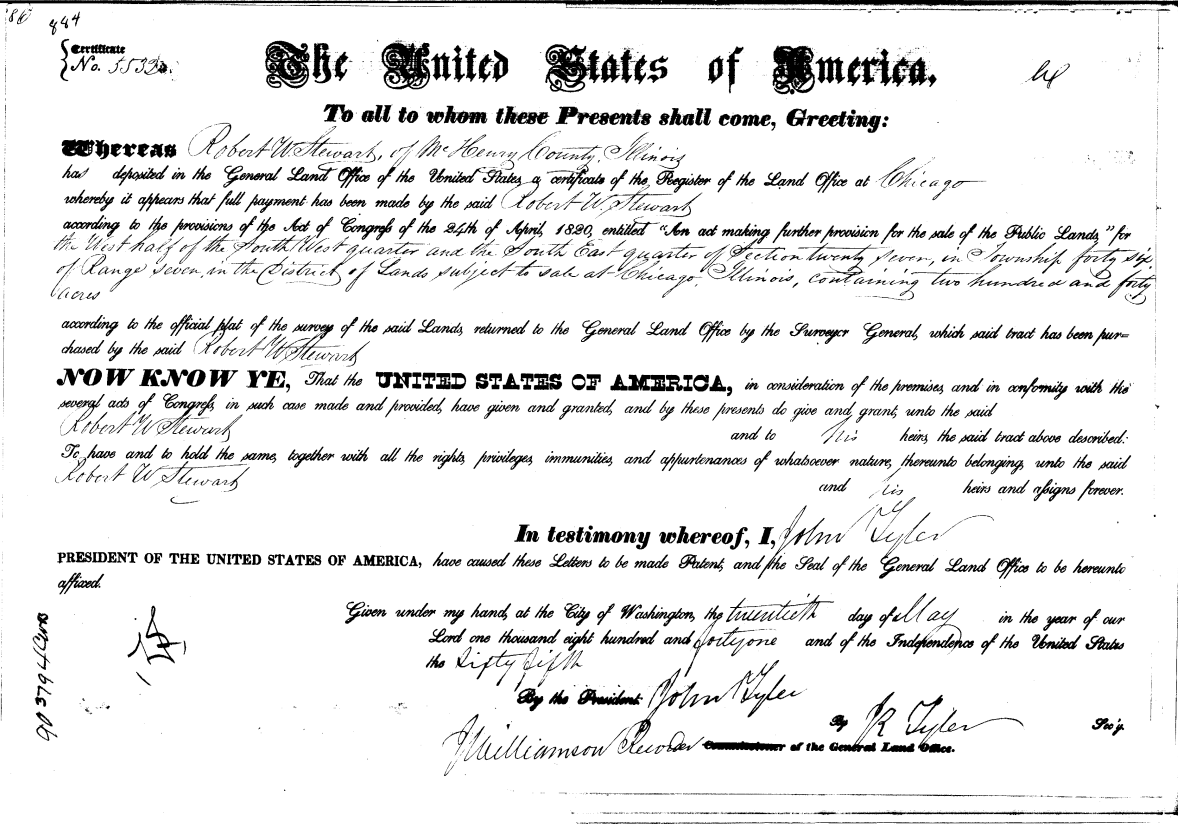 884
Certificate
No. 5533
The United States of America.
To all to whom these Presents shall come, Greeting:
Whereas Robert W Stewart, of McHenry County, Illinois
has deposited in the General Land Office of the United States, a certificate of the Register of the Land Office at Chicago
whereby it appears that full payment has been made by the said Robert W Stewart
according to the provisions of the Act of Congress of the 24th of April, 1820, entitled "An act making further provision for the sale of the Public Lands," for
the West half of the South West quarter and the South East quarter of Section twenty seven, in Township forty six
of Range seven, in the District of Lands subject to sale at Chicago, Illinois, containing two hundred and forty
acres
according to the official plat of the survey of the said Lands, returned to the General Land Office by the Surveyor General, which said tract has been pur-
chased by the said Robert W Stewart
NOW KNOW YE, That the UNITED STATES OF AMERICA, in consideration of the premises, and in conformity with the
several acts of Congress, in such case made and provided, have given and granted, and by these presents do give and grant, unto the said
Robert W Stewart
and to his heirs, the said tract above described:
To have and to hold the same, together with all the rights, privileges, immunities, and appurtenances of whatsoever nature, thereunto belonging, unto the said
Robert W Stewart
and his heirs and assigns forever.
In testimony whereof, I, John Tyler
PRESIDENT OF THE UNITED STATES OF AMERICA, have caused these Letters to be made Patent, and the Seal of the General Land Office to be hereunto
affixed.
Given under my hand, at the City of Washington, the twentieth day of May in the year of our
Lord one thousand eight hundred and forty one and of the Independence of the United States
the Sixty fifth
By the President: John Tyler
By R Tyler Sec'y.
J Williamson Recorder Commissioner of the General Land Office.